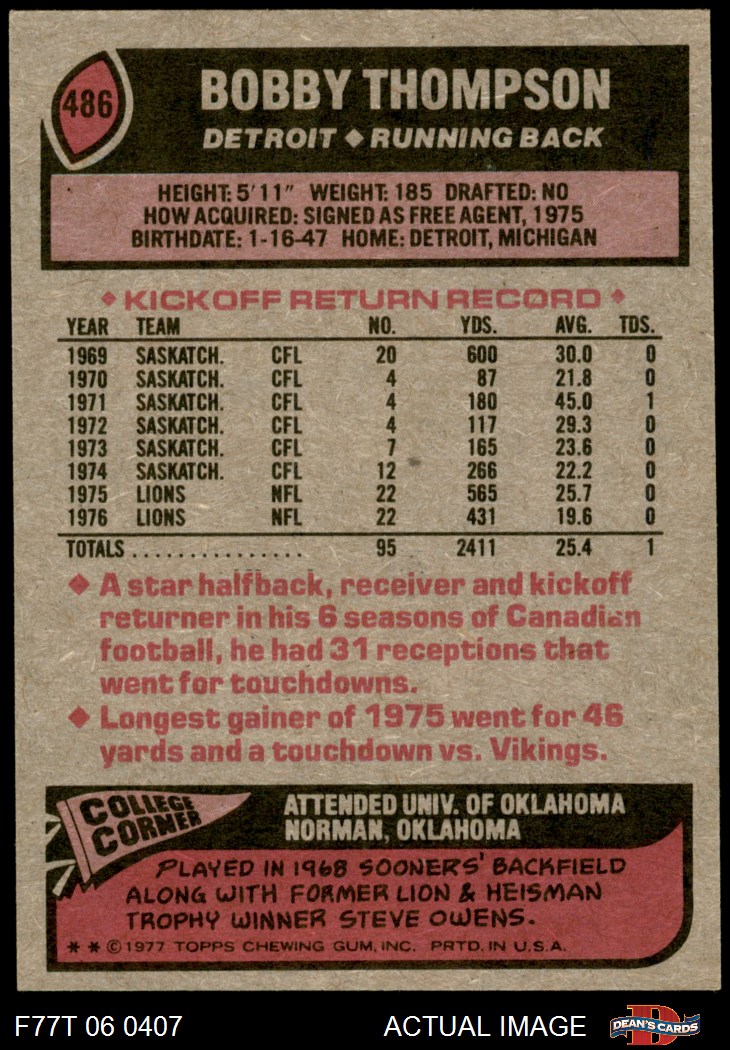 486
BOBBY THOMPSON
DETROIT ◆ RUNNING BACK
HEIGHT: 5'11" WEIGHT: 185 DRAFTED: NO
HOW ACQUIRED: SIGNED AS FREE AGENT, 1975
BIRTHDATE: 1-16-47 HOME: DETROIT, MICHIGAN
◆ KICKOFF RETURN RECORD ◆
YEAR TEAM NO. YDS. AVG. TDS.
1969 SASKATCH. CFL 20 600 30.0 0
1970 SASKATCH. CFL 4 87 21.8 0
1971 SASKATCH. CFL 4 180 45.0 1
1972 SASKATCH. CFL 4 117 29.3 0
1973 SASKATCH. CFL 7 165 23.6 0
1974 SASKATCH. CFL 12 266 22.2 0
1975 LIONS NFL 22 565 25.7 0
1976 LIONS NFL 22 431 19.6 0
TOTALS ................ 95 2411 25.4 1
◆ A star halfback, receiver and kickoff
returner in his 6 seasons of Canadian
football, he had 31 receptions that
went for touchdowns.
◆ Longest gainer of 1975 went for 46
yards and a touchdown vs. Vikings.
COLLEGE
CORNER
ATTENDED UNIV. OF OKLAHOMA
NORMAN, OKLAHOMA
PLAYED IN 1968 SOONERS' BACKFIELD
ALONG WITH FORMER LION & HEISMAN
TROPHY WINNER STEVE OWENS.
* * © 1977 TOPPS CHEWING GUM, INC. PRTD. IN U.S.A.
F77T 06 0407 ACTUAL IMAGE D DEAN'S CARDS